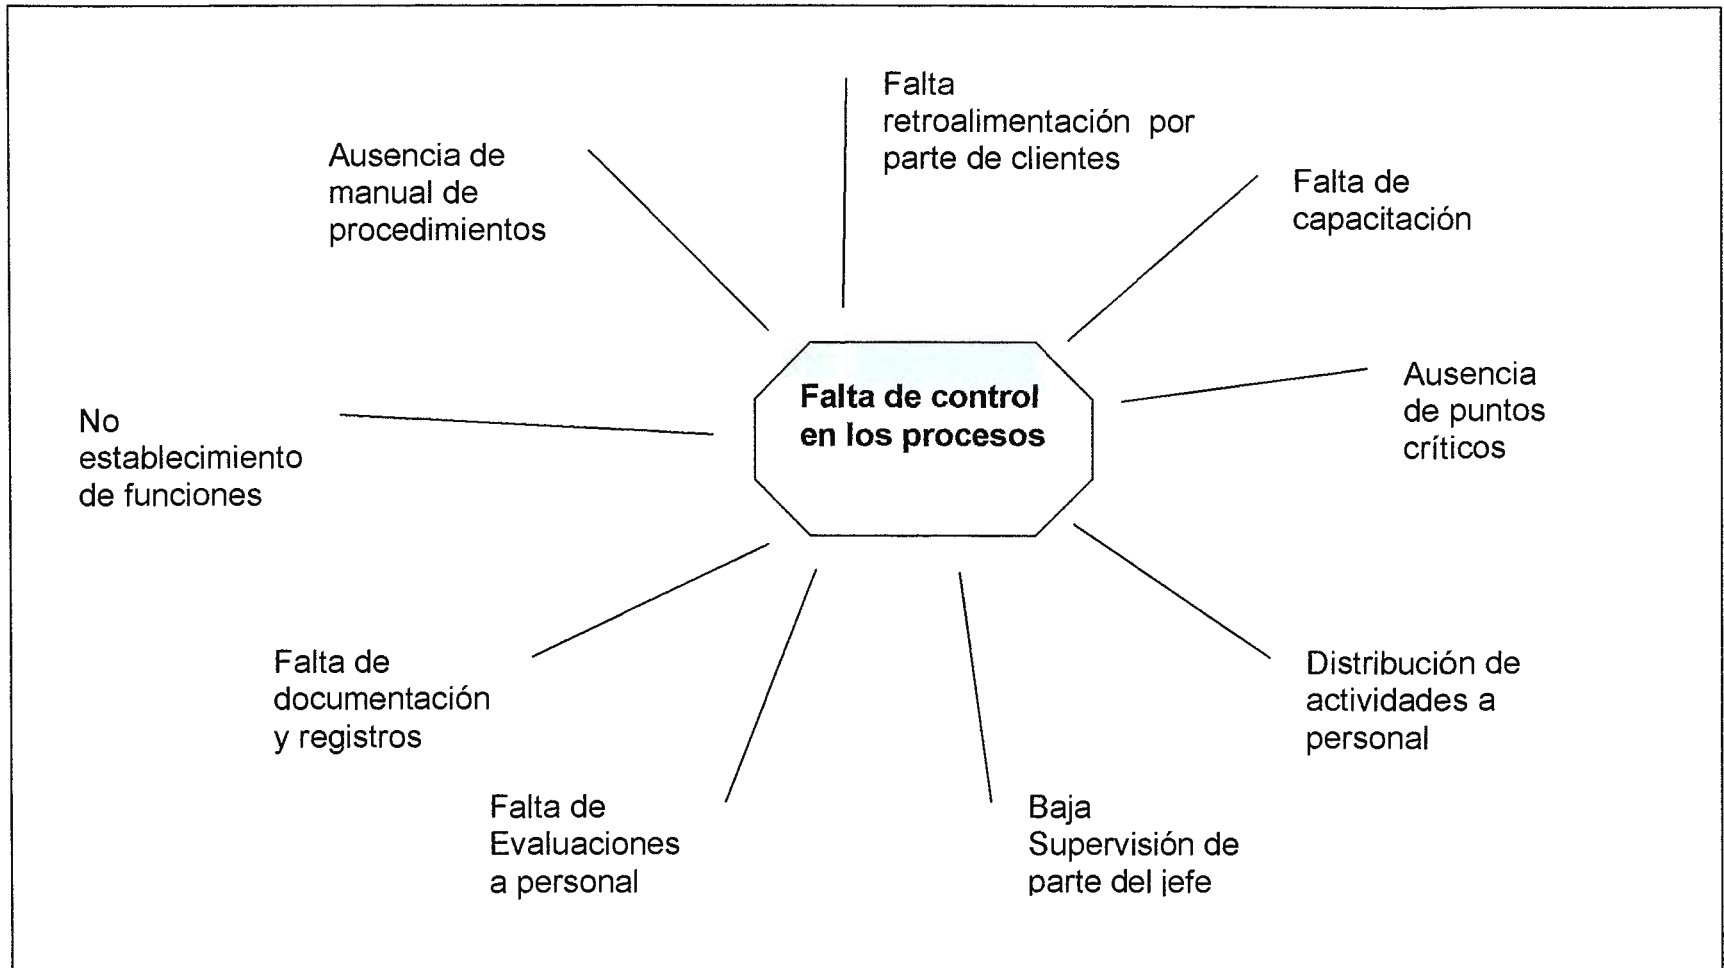 Falta
retroalimentación por
parte de clientes
Ausencia de
manual de
procedimientos
Falta de
capacitación
Falta de control
en los procesos
Ausencia
de puntos
críticos
No
establecimiento
de funciones
Falta de
documentación
y registros
Distribución de
actividades a
personal
Falta de
Evaluaciones
a personal
Baja
Supervisión de
parte del jefe